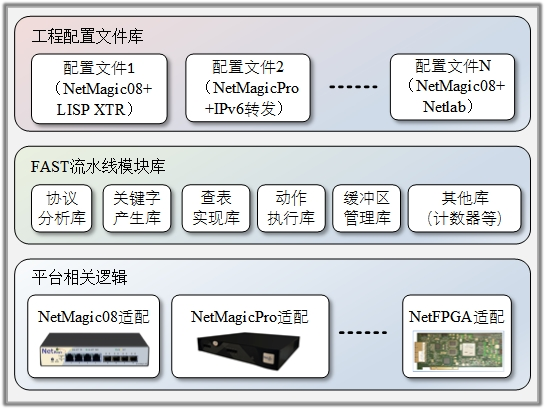 工程配置文件库
配置文件1
（NetMagic08+
LISP XTR）
配置文件2
（NetMagicPro
+IPv6转发）
配置文件N
（NetMagic08+
Netlab）
FAST流水线模块库
协议
分析库
关键字
产生库
查表
实现库
动作
执行库
缓冲区
管理库
其他库
（计数器等）
平台相关逻辑
NetMagic08适配
NetMagicPro适配
NetFPGA适配
Net